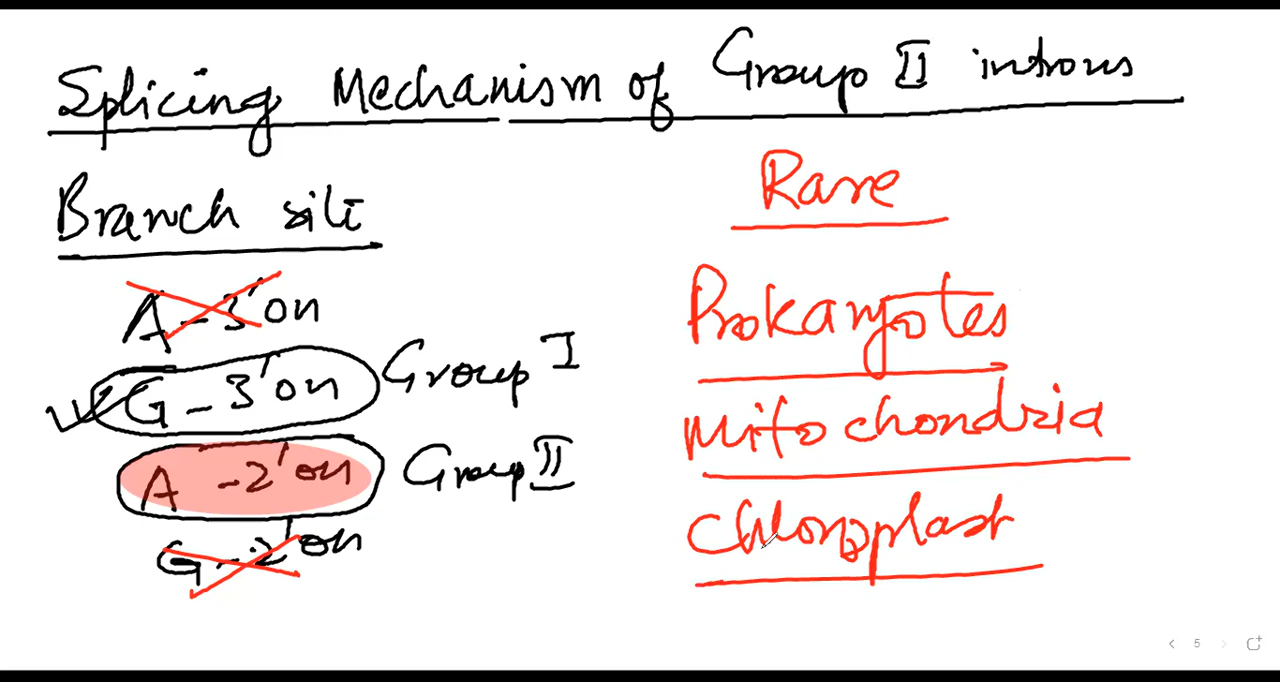 Splicing Mechanism of Group II introns
Branch site
A - 3' OH
G - 3' OH Group I
A - 2' OH Group II
G - 2' OH
Rare
Prokaryotes
Mitochondria
Chloroplast
5